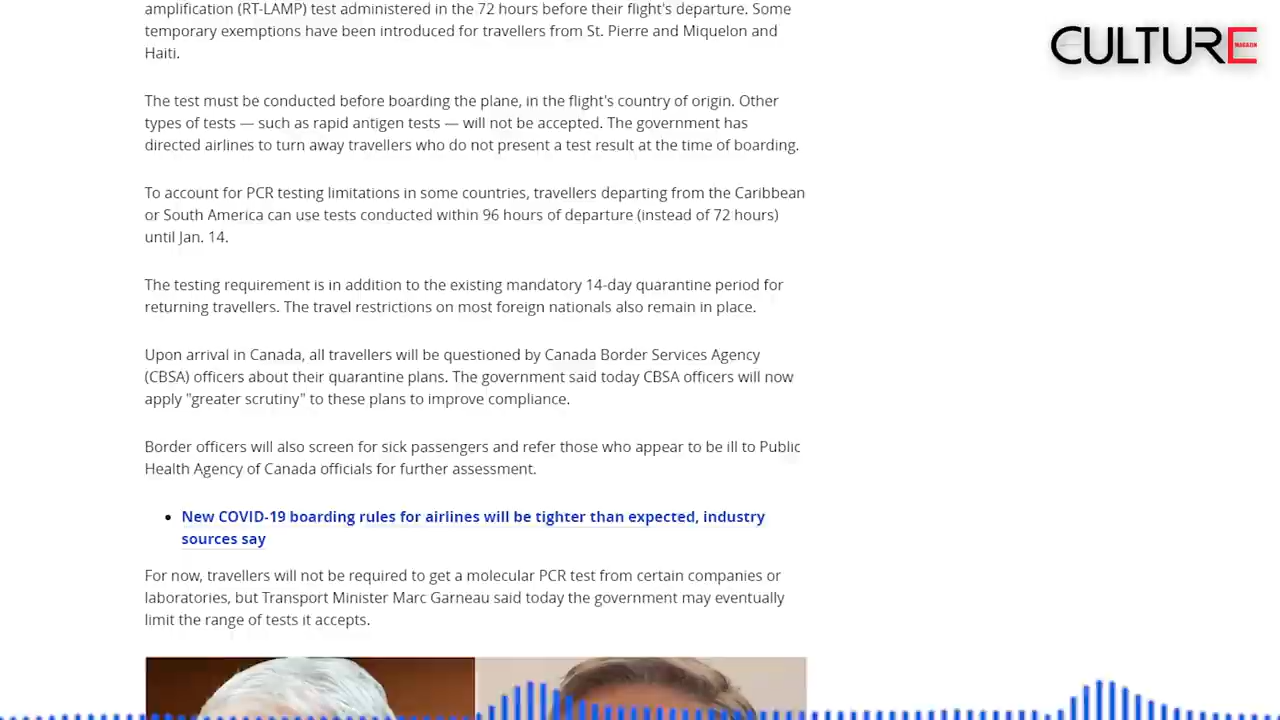 amplification (RT-LAMP) test administered in the 72 hours before their flight's departure. Some
temporary exemptions have been introduced for travellers from St. Pierre and Miquelon and
Haiti.
CULTURE
MAGAZIN
The test must be conducted before boarding the plane, in the flight's country of origin. Other
types of tests — such as rapid antigen tests — will not be accepted. The government has
directed airlines to turn away travellers who do not present a test result at the time of boarding.
To account for PCR testing limitations in some countries, travellers departing from the Caribbean
or South America can use tests conducted within 96 hours of departure (instead of 72 hours)
until Jan. 14.
The testing requirement is in addition to the existing mandatory 14-day quarantine period for
returning travellers. The travel restrictions on most foreign nationals also remain in place.
Upon arrival in Canada, all travellers will be questioned by Canada Border Services Agency
(CBSA) officers about their quarantine plans. The government said today CBSA officers will now
apply "greater scrutiny" to these plans to improve compliance.
Border officers will also screen for sick passengers and refer those who appear to be ill to Public
Health Agency of Canada officials for further assessment.
• New COVID-19 boarding rules for airlines will be tighter than expected, industry
sources say
For now, travellers will not be required to get a molecular PCR test from certain companies or
laboratories, but Transport Minister Marc Garneau said today the government may eventually
limit the range of tests it accepts.